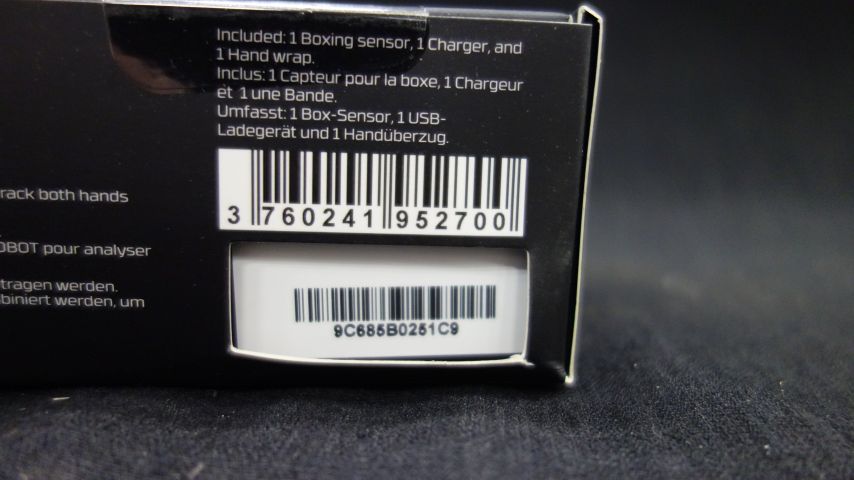 Included: 1 Boxing sensor, 1 Charger, and
1 Hand wrap.
Inclus: 1 Capteur pour la boxe, 1 Chargeur
et 1 une Bande.
Umfasst: 1 Box-Sensor, 1 USB-
Ladegerät und 1 Handüberzug.
3 760241 952700
9C685B0251C9
rack both hands
OBOT pour analyser
tragen werden.
biniert werden, um